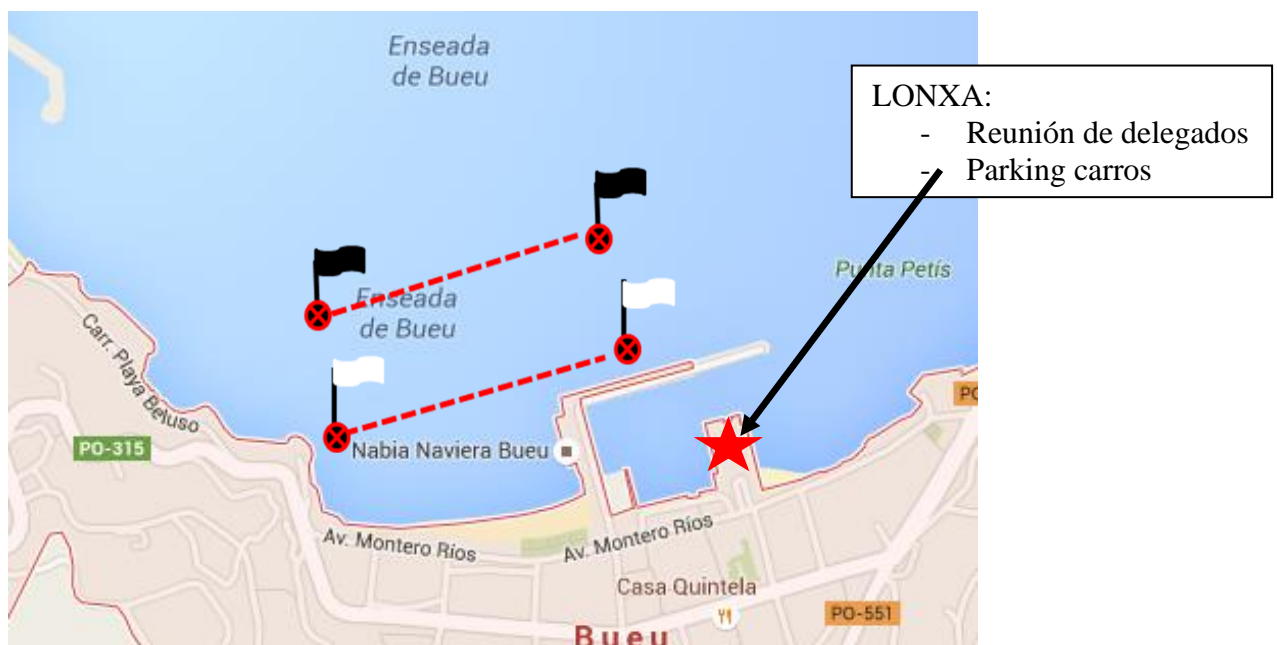 Enseada
de Bueu
LONXA:
- Reunión de delegados
- Parking carros
Punta Petís
Enseada
de Bueu
Carr. Playa Beluso
PO-315
Nabia Naviera Bueu
Av. Montero Ríos
Av. Montero Ríos
Casa Quintela
PO-551
Bueu